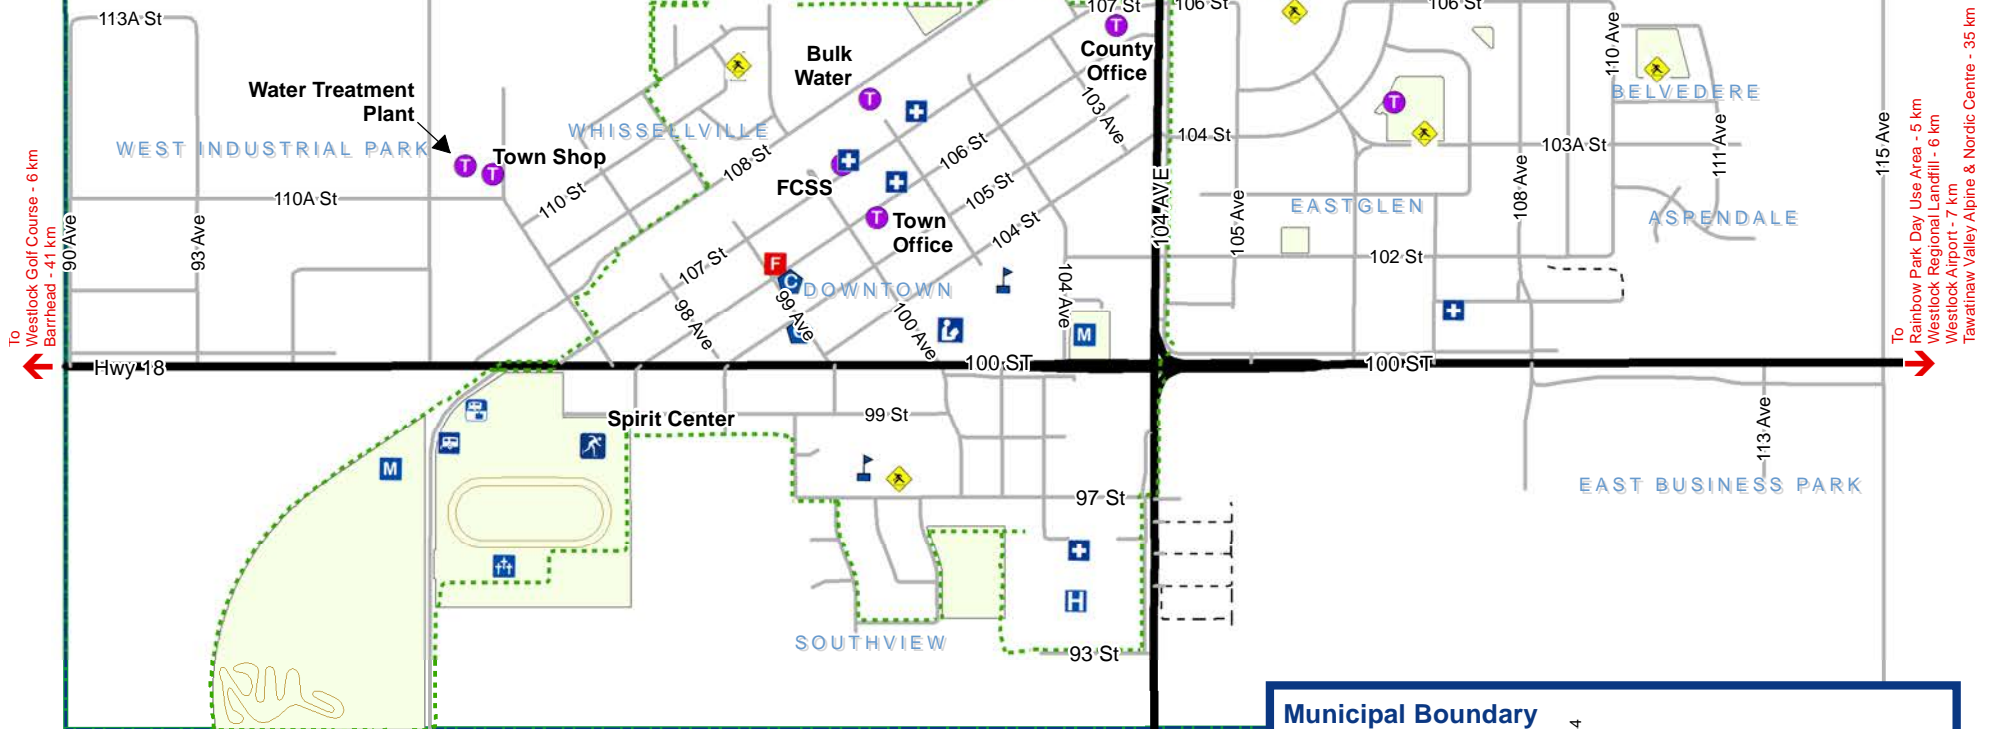 113A St
107 St
106 St
106 St
County
Office
Bulk
Water
Water Treatment
Plant
WEST INDUSTRIAL PARK
WHISSELLVILLE
Town Shop
T
T
T
T
T
T
T
FCSS
Town
Office
108 St
110 St
110A St
106 St
105 St
104 St
107 St
103 Ave
104 St
104 AVE
105 Ave
103A St
108 Ave
110 Ave
111 Ave
115 Ave
BELVEDERE
EASTGLEN
ASPENDALE
102 St
90 Ave
93 Ave
98 Ave
99 Ave
100 Ave
104 Ave
F
C
DOWNTOWN
M
Hwy 18
100 ST
100 ST
Spirit Center
99 St
M
97 St
113 Ave
EAST BUSINESS PARK
H
SOUTHVIEW
93 St
To
Westlock Golf Course - 6 km
Barrhead - 41 km
To
Rainbow Park Day Use Area - 5 km
Westlock Regional Landfill - 6 km
Westlock Airport - 7 km
Tawatinaw Valley Alpine & Nordic Centre - 35 km
Municipal Boundary
4